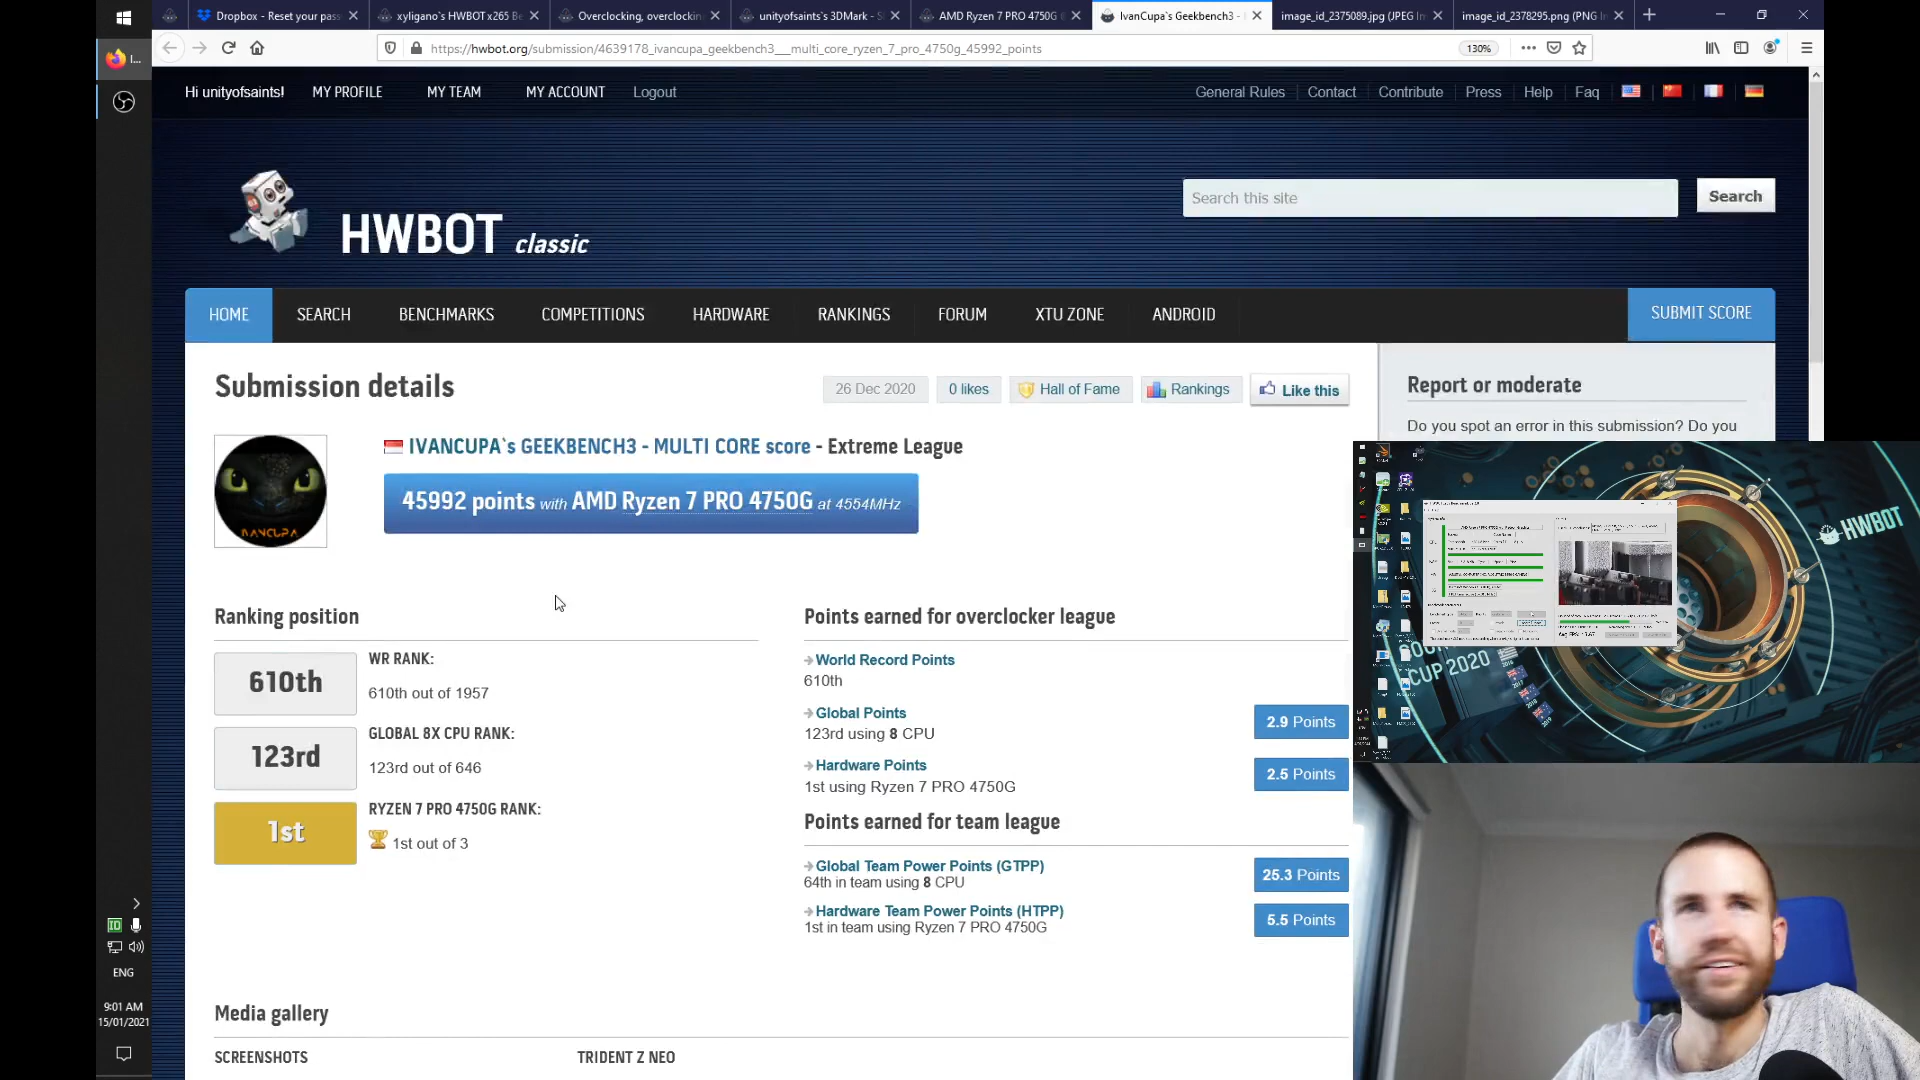 Dropbox - Reset your pass
xyligano's HWBOT x265 Be
Overclocking, overclockin
unityofsaints`s 3DMark - S
AMD Ryzen 7 PRO 4750G
IvanCupa`s Geekbench3 -
image_id_2375089.jpg (JPEG Im
image_id_2378295.png (PNG Im
https://hwbot.org/submission/4639178_ivancupa_geekbench3___multi_core_ryzen_7_pro_4750g_45992_points
130%
Hi unityofsaints!
MY PROFILE
MY TEAM
MY ACCOUNT
Logout
General Rules
Contact
Contribute
Press
Help
Faq
HWBOT classic
Search this site
Search
HOME
SEARCH
BENCHMARKS
COMPETITIONS
HARDWARE
RANKINGS
FORUM
XTU ZONE
ANDROID
SUBMIT SCORE
Submission details
26 Dec 2020
0 likes
Hall of Fame
Rankings
Like this
Report or moderate
Do you spot an error in this submission? Do you
IVANCUPA`s GEEKBENCH3 - MULTI CORE score - Extreme League
45992 points with AMD Ryzen 7 PRO 4750G at 4554MHz
IVANCUPA
Ranking position
610th
WR RANK:
610th out of 1957
123rd
GLOBAL 8X CPU RANK:
123rd out of 646
1st
RYZEN 7 PRO 4750G RANK:
1st out of 3
Points earned for overclocker league
World Record Points
610th
Global Points
123rd using 8 CPU
2.9 Points
Hardware Points
1st using Ryzen 7 PRO 4750G
2.5 Points
Points earned for team league
Global Team Power Points (GTPP)
64th in team using 8 CPU
25.3 Points
Hardware Team Power Points (HTPP)
1st in team using Ryzen 7 PRO 4750G
5.5 Points
Media gallery
SCREENSHOTS
TRIDENT Z NEO
HWBOT
CUP 2020
ENG
9:01 AM
15/01/2021